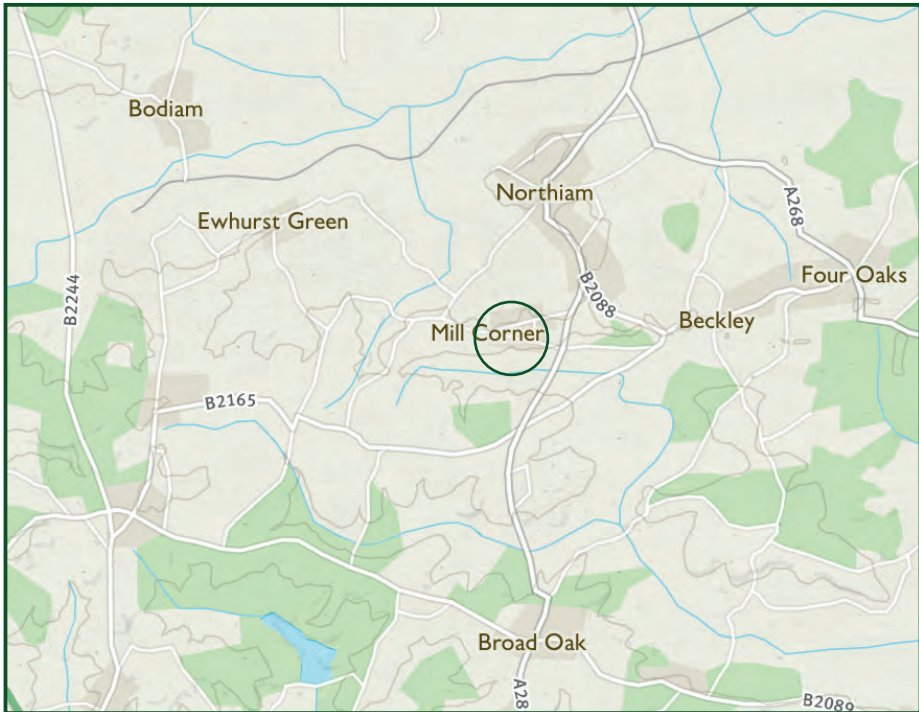 Bodiam
Northiam
A268
Ewhurst Green
Four Oaks
B2244
B2088
Beckley
Mill Corner
B2165
Broad Oak
A28
B2089